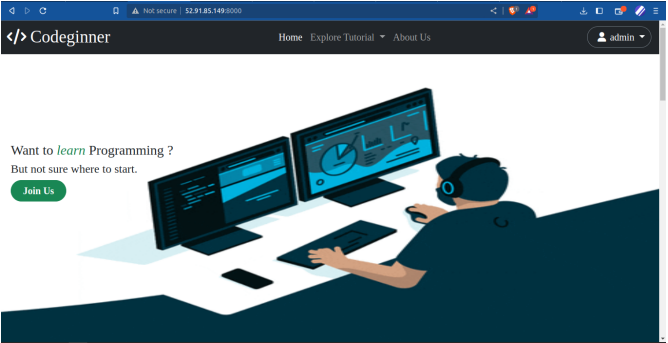 Not secure | 52.91.85.149:8000
</> Codeginner
Home Explore Tutorial About Us
admin
Want to learn Programming ?
But not sure where to start.
Join Us